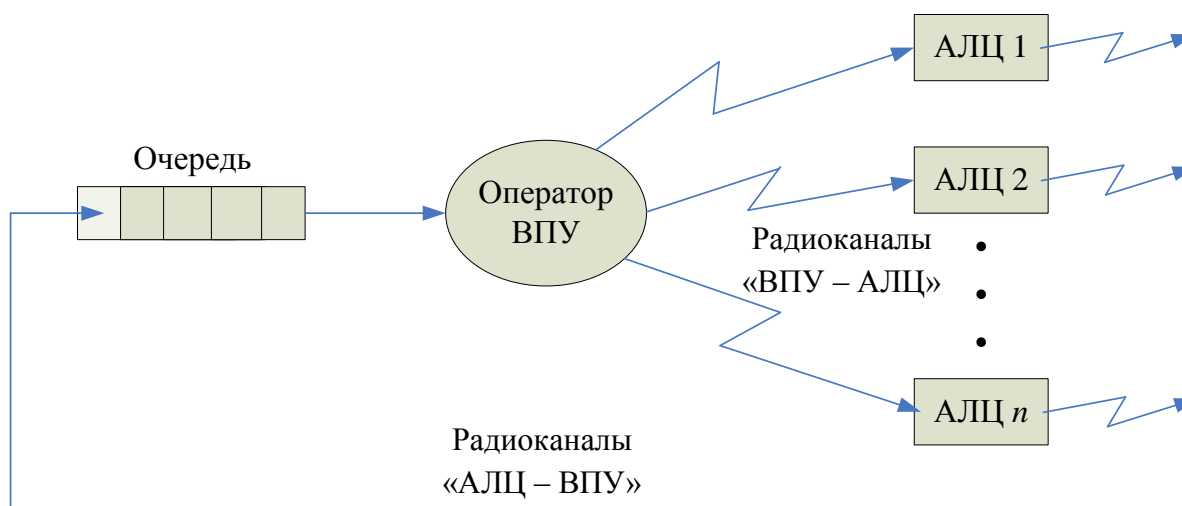 АЛЦ 1
Очередь
Оператор
ВПУ
АЛЦ 2
Радиоканалы
«ВПУ – АЛЦ»
АЛЦ n
Радиоканалы
«АЛЦ – ВПУ»